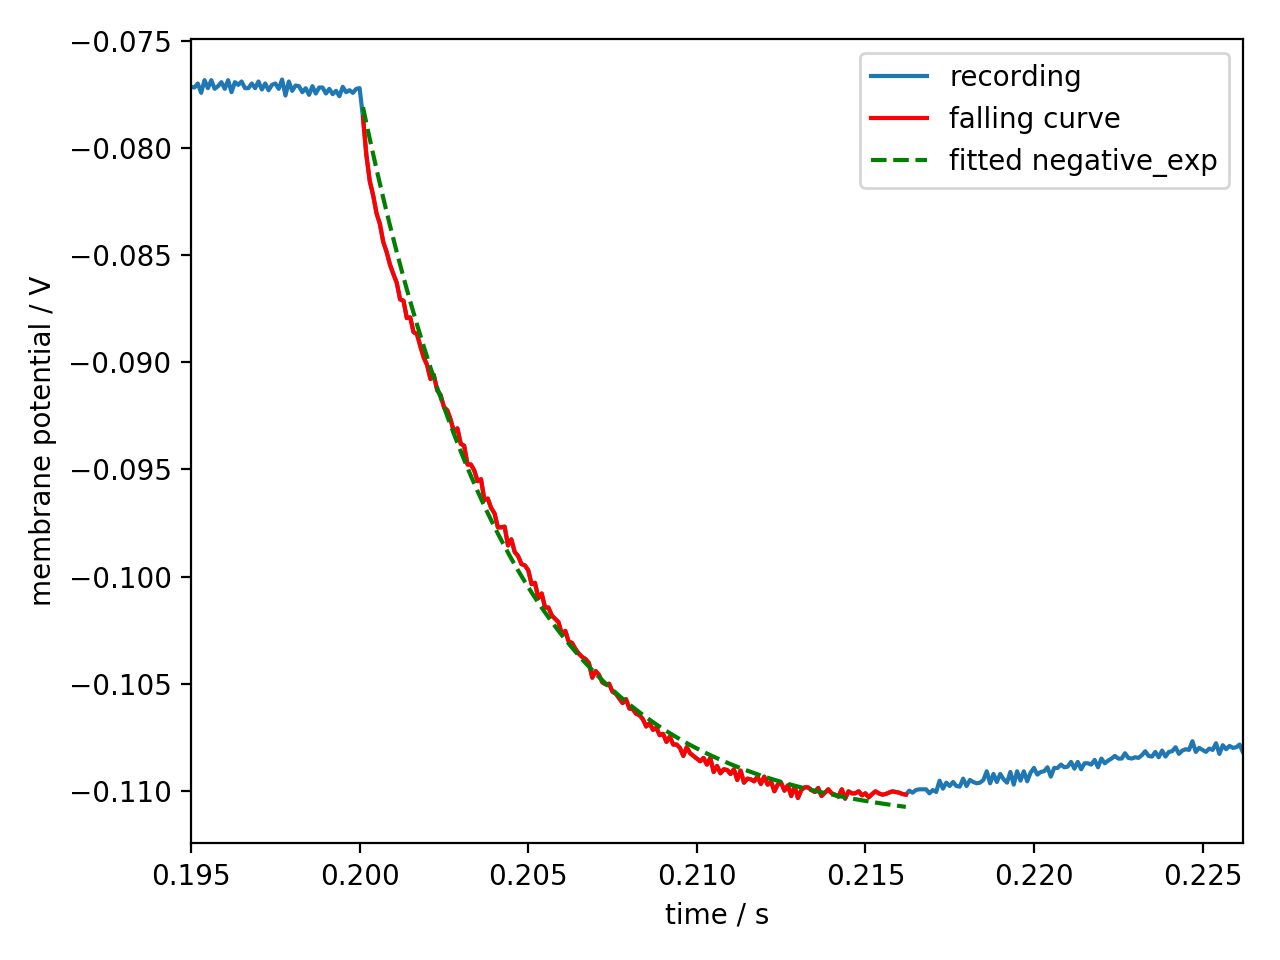 −0.075
−0.080
−0.085
−0.090
−0.095
−0.100
−0.105
−0.110
membrane potential / V
recording
falling curve
fitted negative_exp
0.195 0.200 0.205 0.210 0.215 0.220 0.225
time / s